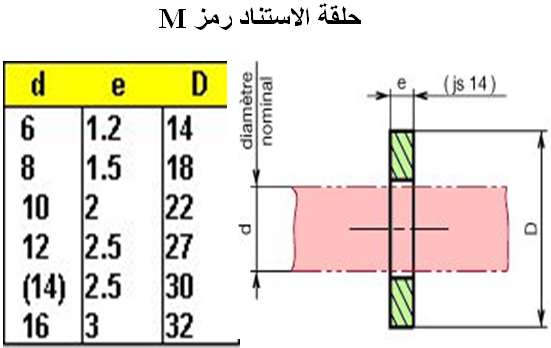 حلقة الاستناد رمز M
d e D
6 1.2 14
8 1.5 18
10 2 22
12 2.5 27
(14) 2.5 30
16 3 32
e (js 14)
diamètre
nominal
d
D